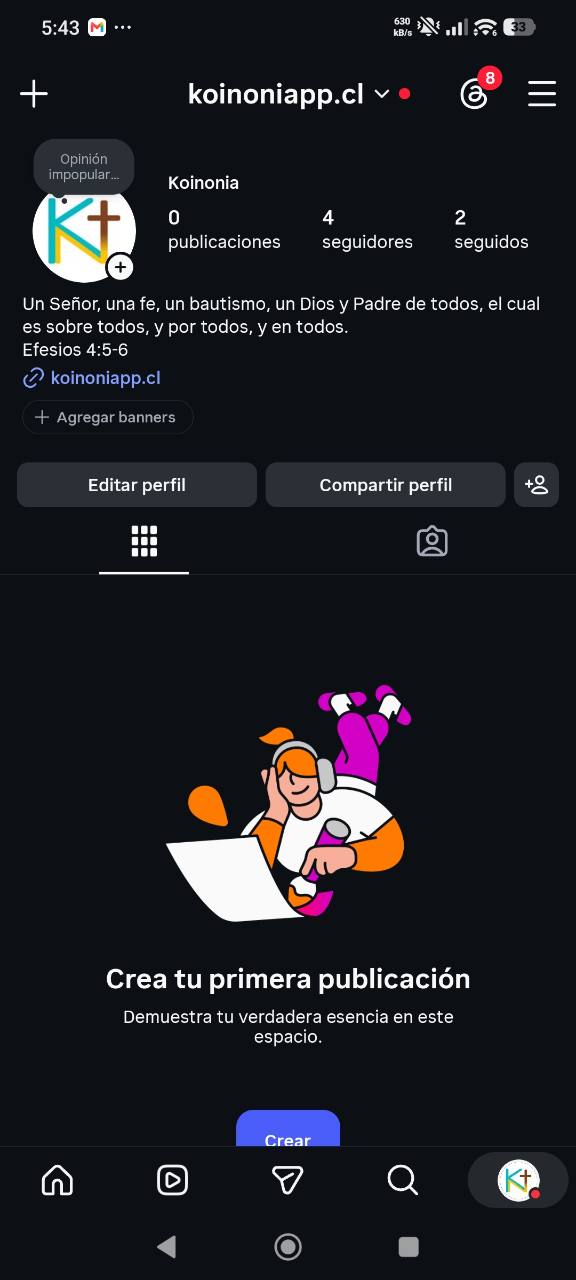 5:43
630
KB/s
6
33
koinoniapp.cl
8
Opinión
impopular...
Koinonia
0
4
2
publicaciones
seguidores
seguidos
Un Señor, una fe, un bautismo, un Dios y Padre de todos, el cual
es sobre todos, y por todos, y en todos.
Efesios 4:5-6
koinoniapp.cl
Agregar banners
Editar perfil
Compartir perfil
Crea tu primera publicación
Demuestra tu verdadera esencia en este
espacio.
Crear